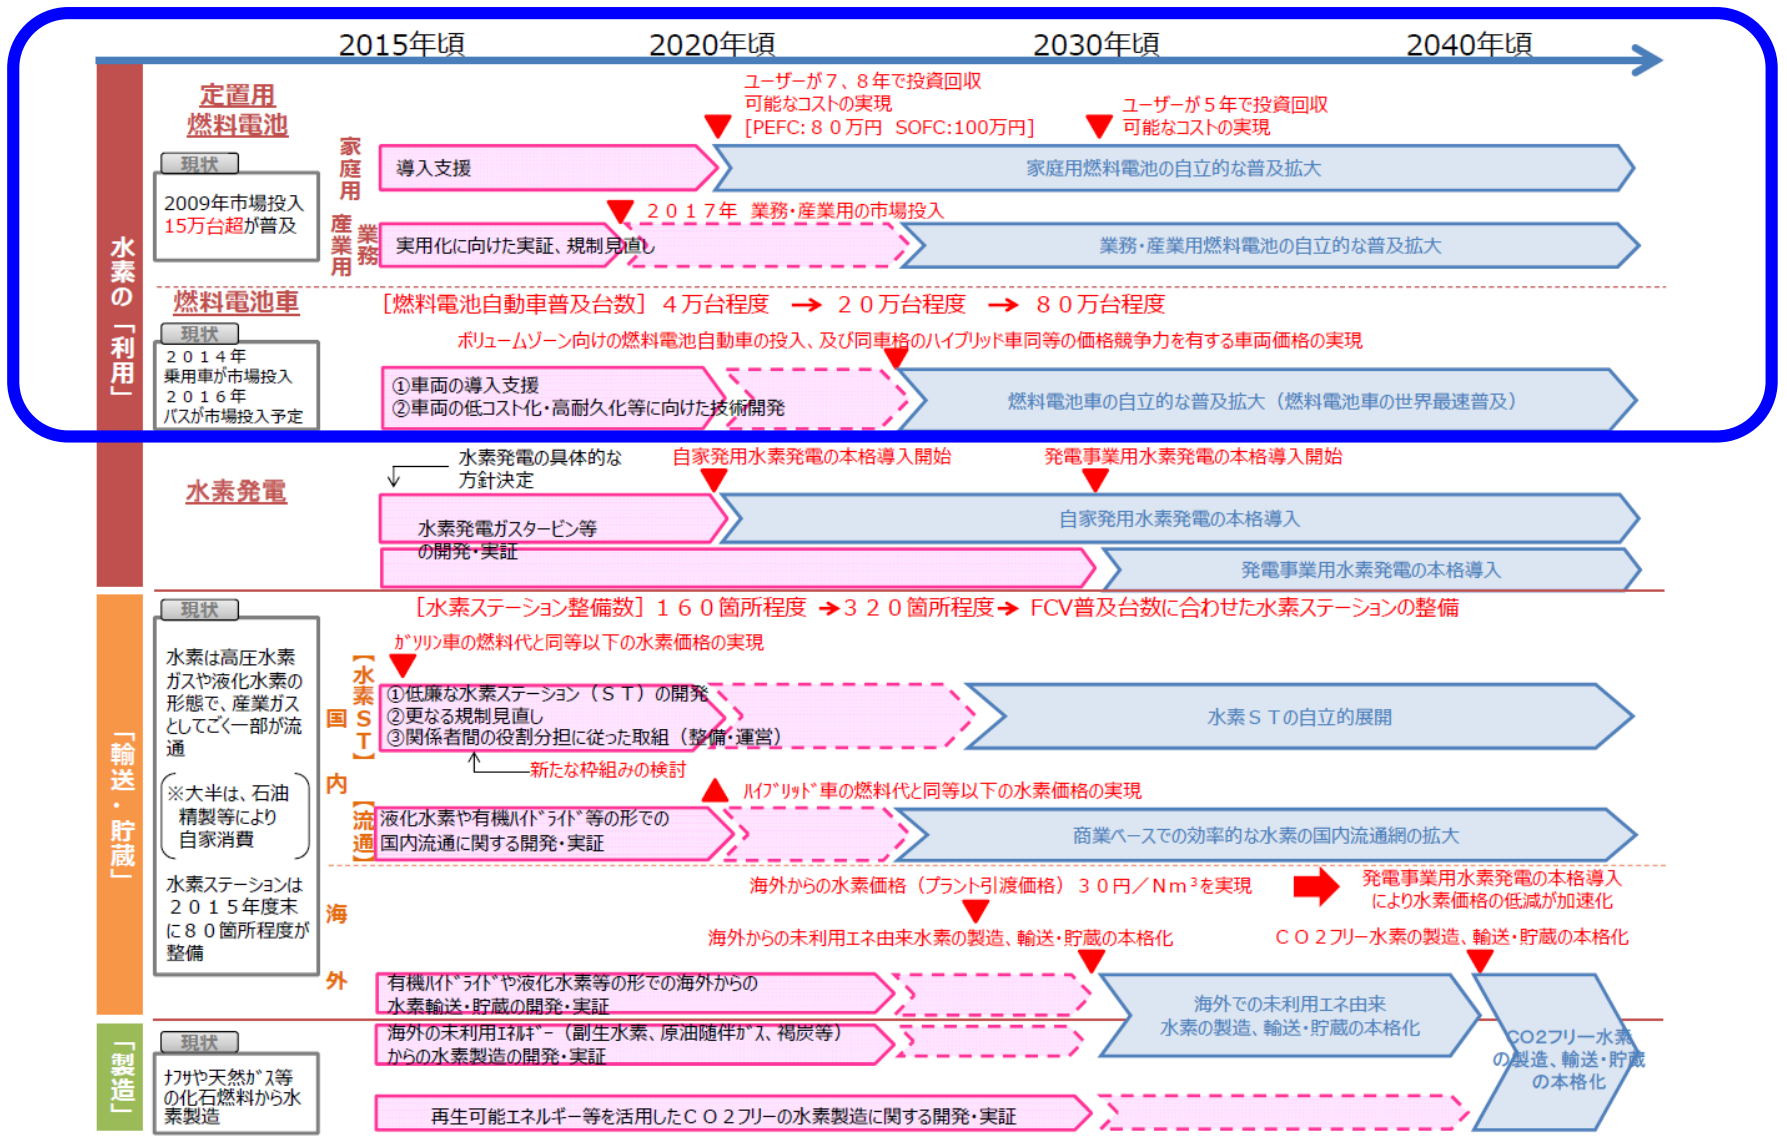 2015年頃
2020年頃
2030年頃
2040年頃
水素の「利用」
定置用
燃料電池
現状
2009年市場投入
15万台超が普及
家庭用
ユーザーが７、８年で投資回収
可能なコストの実現
[PEFC:８０万円 SOFC:100万円]
ユーザーが５年で投資回収
可能なコストの実現
導入支援
家庭用燃料電池の自立的な普及拡大
業務
産業用
２０１７年 業務・産業用の市場投入
実用化に向けた実証、規制見直し
業務・産業用燃料電池の自立的な普及拡大
燃料電池車
現状
２０１４年
乗用車が市場投入
２０１６年
バスが市場投入予定
［燃料電池自動車普及台数］４万台程度 → ２０万台程度 → ８０万台程度
ボリュームゾーン向けの燃料電池自動車の投入、及び同車格のハイブリッド車同等の価格競争力を有する車両価格の実現
①車両の導入支援
②車両の低コスト化・高耐久化等に向けた技術開発
燃料電池車の自立的な普及拡大（燃料電池車の世界最速普及）
水素発電
水素発電の具体的な
方針決定
自家発用水素発電の本格導入開始
発電事業用水素発電の本格導入開始
水素発電ガスタービン等
の開発・実証
自家発用水素発電の本格導入
発電事業用水素発電の本格導入
「輸送・貯蔵」
現状
水素は高圧水素
ガスや液化水素の
形態で、産業ガス
としてごく一部が流
通
※大半は、石油
精製等により
自家消費
水素ステーションは
２０１５年度末
に８０箇所程度が
整備
国内
［水素ステーション整備数］１６０箇所程度 →３２０箇所程度→ FCV普及台数に合わせた水素ステーションの整備
ｶﾞｿﾘﾝ車の燃料代と同等以下の水素価格の実現
【水素ＳＴ】
①低廉な水素ステーション（ＳＴ）の開発
②更なる規制見直し
③関係者間の役割分担に従った取組（整備・運営）
水素ＳＴの自立的展開
新たな枠組みの検討
ﾊｲﾌﾞﾘｯﾄﾞ車の燃料代と同等以下の水素価格の実現
【流通】
液化水素や有機ﾊｲﾄﾞﾗｲﾄﾞ等の形での
国内流通に関する開発・実証
商業ベースでの効率的な水素の国内流通網の拡大
海外
海外からの水素価格（プラント引渡価格）３０円／Ｎｍ³を実現
発電事業用水素発電の本格導入
により水素価格の低減が加速化
海外からの未利用エネ由来水素の製造、輸送・貯蔵の本格化
ＣＯ２フリー水素の製造、輸送・貯蔵の本格化
有機ﾊｲﾄﾞﾗｲﾄﾞや液化水素等の形での海外からの
水素輸送・貯蔵の開発・実証
海外での未利用エネ由来
水素の製造、輸送・貯蔵の本格化
「製造」
現状
ﾅﾌｻや天然ｶﾞｽ等
の化石燃料から水
素製造
海外の未利用ｴﾈﾙｷﾞｰ（副生水素、原油随伴ｶﾞｽ、褐炭等）
からの水素製造の開発・実証
CO2フリー水素
の製造、輸送・貯蔵
の本格化
再生可能エネルギー等を活用したＣＯ２フリーの水素製造に関する開発・実証